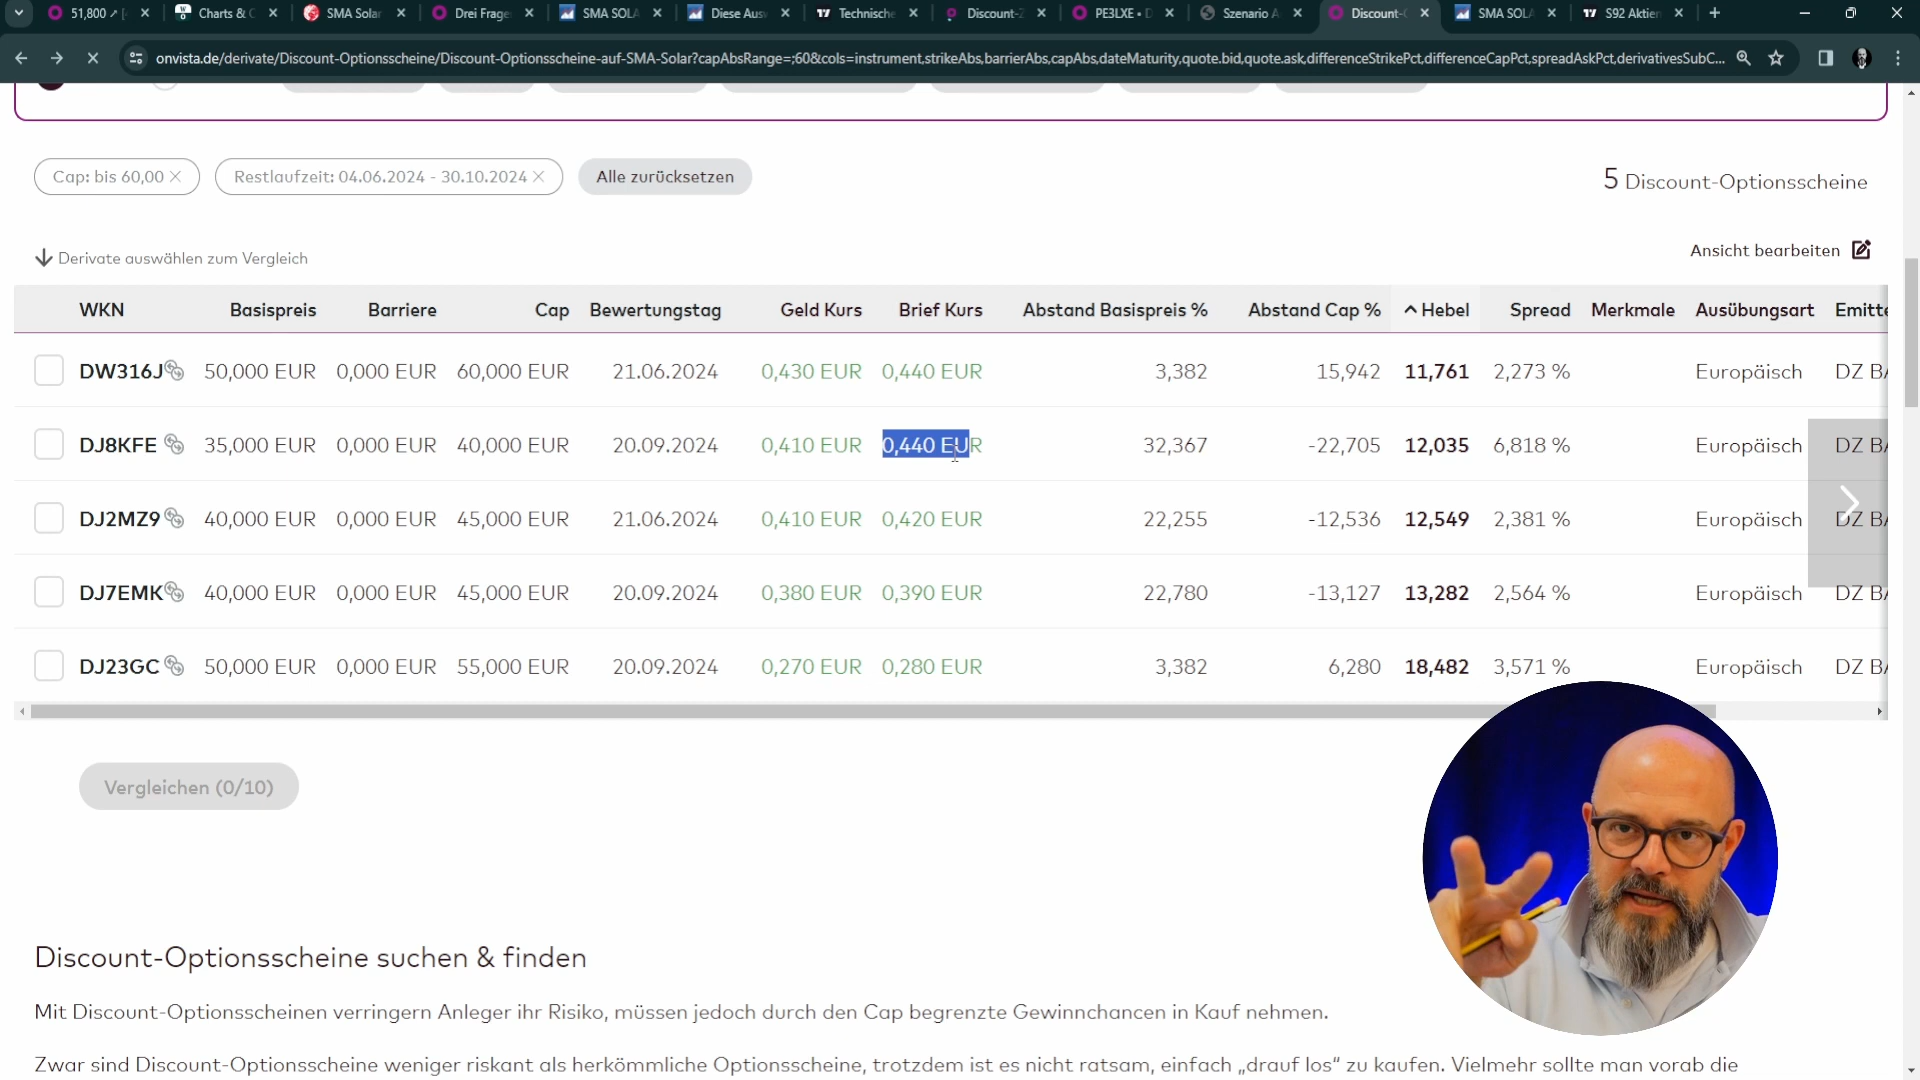 51,800
Charts &
SMA Solar
Drei Frage
SMA SOLA
Diese Aus
Technische
Discount-Z
PE3LXE •
Szenario A
Discount-
SMA SOLA
S92 Aktien
onvista.de/derivate/Discount-Optionsscheine/Discount-Optionsscheine-auf-SMA-Solar?capAbsRange=;60&cols=instrument,strikeAbs,barrierAbs,capAbs,dateMaturity,quote.bid,quote.ask,differenceStrikePct,differenceCapPct,spreadAskPct,derivativesSubC...
Cap: bis 60,00 Restlaufzeit: 04.06.2024 - 30.10.2024 Alle zurücksetzen
5 Discount-Optionsscheine
Derivate auswählen zum Vergleich
Ansicht bearbeiten
WKN Basispreis Barriere Cap Bewertungstag Geld Kurs Brief Kurs Abstand Basispreis % Abstand Cap % Hebel Spread Merkmale Ausübungsart Emitte
DW316J 50,000 EUR 0,000 EUR 60,000 EUR 21.06.2024 0,430 EUR 0,440 EUR 3,382 15,942 11,761 2,273 % Europäisch DZ BA
DJ8KFE 35,000 EUR 0,000 EUR 40,000 EUR 20.09.2024 0,410 EUR 0,440 EUR 32,367 -22,705 12,035 6,818 % Europäisch DZ BA
DJ2MZ9 40,000 EUR 0,000 EUR 45,000 EUR 21.06.2024 0,410 EUR 0,420 EUR 22,255 -12,536 12,549 2,381 % Europäisch DZ BA
DJ7EMK 40,000 EUR 0,000 EUR 45,000 EUR 20.09.2024 0,380 EUR 0,390 EUR 22,780 -13,127 13,282 2,564 % Europäisch DZ BA
DJ23GC 50,000 EUR 0,000 EUR 55,000 EUR 20.09.2024 0,270 EUR 0,280 EUR 3,382 6,280 18,482 3,571 % Europäisch DZ BA
Vergleichen (0/10)
Discount-Optionsscheine suchen & finden
Mit Discount-Optionsscheinen verringern Anleger ihr Risiko, müssen jedoch durch den Cap begrenzte Gewinnchancen in Kauf nehmen.
Zwar sind Discount-Optionsscheine weniger riskant als herkömmliche Optionsscheine, trotzdem ist es nicht ratsam, einfach „drauf los“ zu kaufen. Vielmehr sollte man vorab die